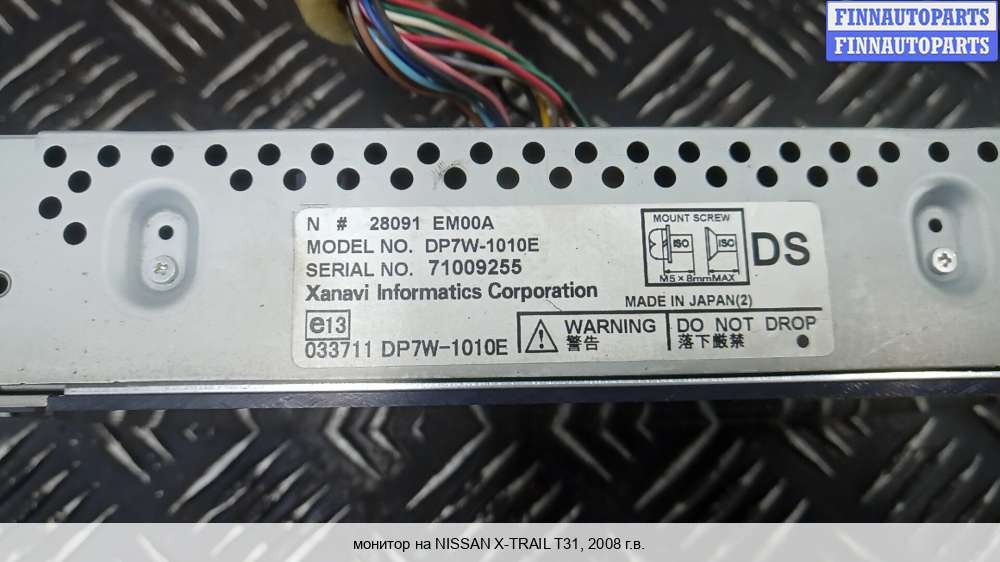 FINNAUTOPARTS
FINNAUTOPARTS
N # 28091 EM00A
MODEL NO. DP7W-1010E
SERIAL NO. 71009255
Xanavi Informatics Corporation
MOUNT SCREW
ISO ISO
M5×8mmMAX
DS
MADE IN JAPAN(2)
e13
033711 DP7W-1010E
WARNING
警告
DO NOT DROP
落下厳禁
монитор на NISSAN X-TRAIL T31, 2008 г.в.